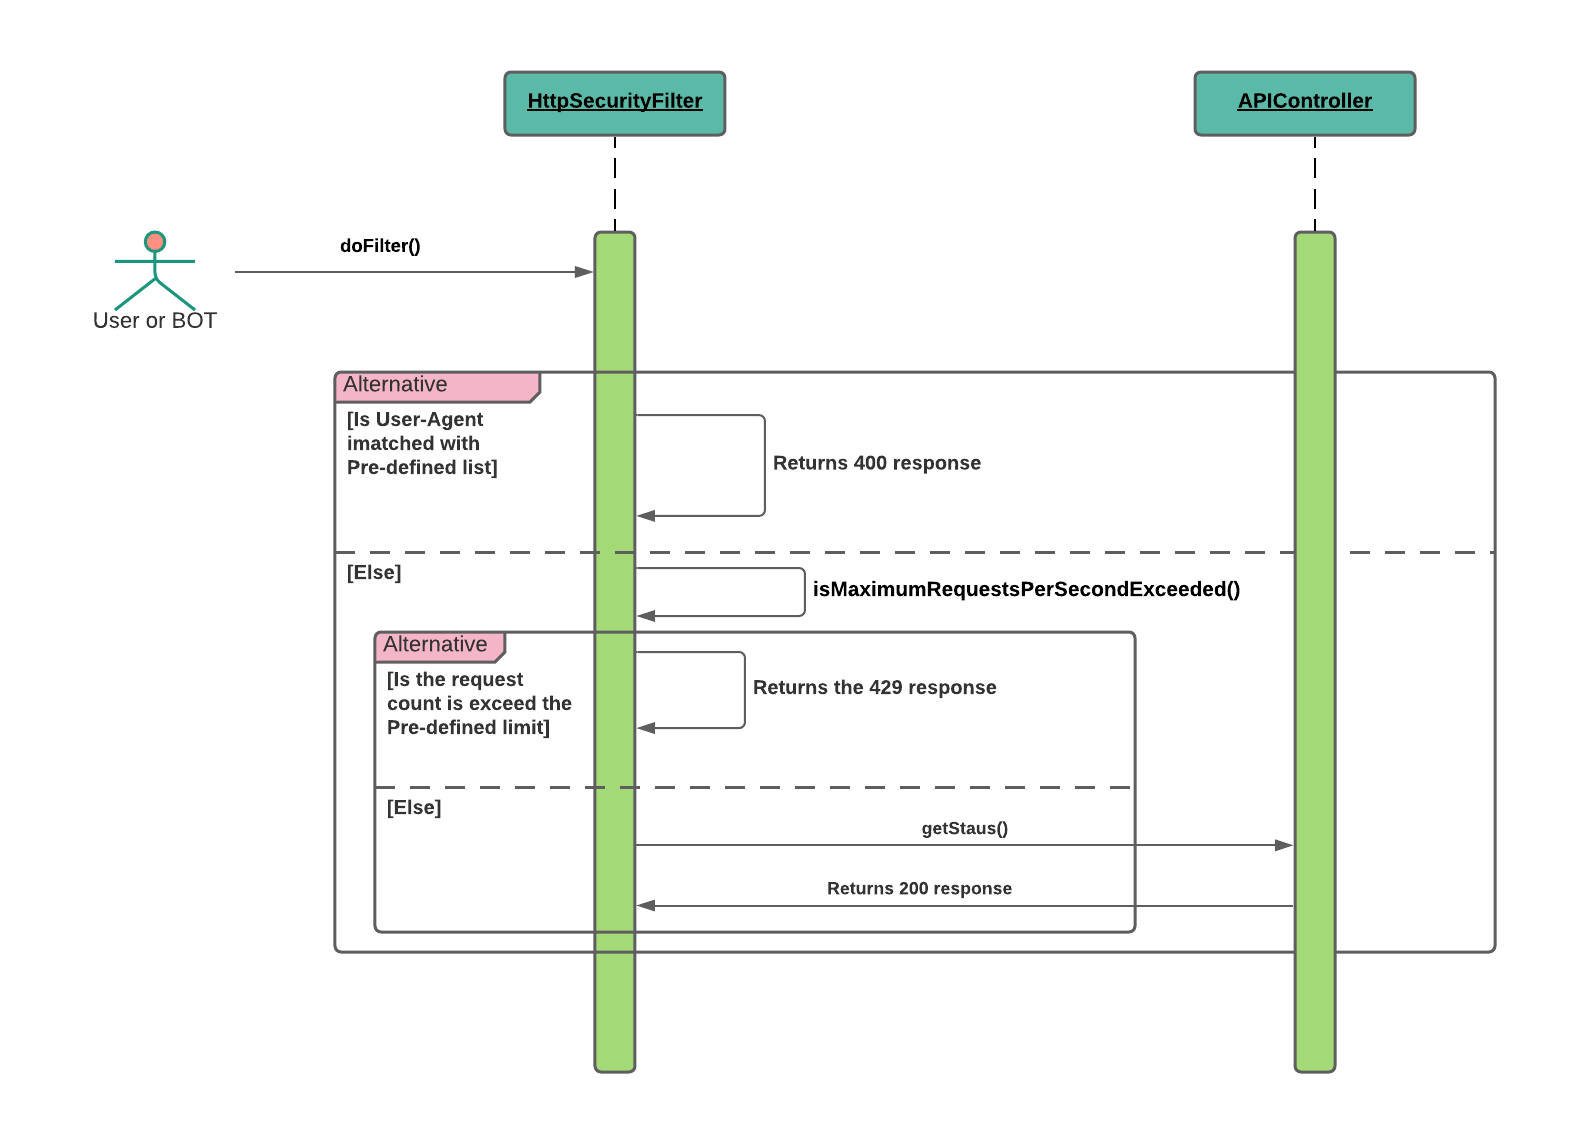 HttpSecurityFilter
APIController
doFilter()
User or BOT
Alternative
[Is User-Agent
imatched with
Pre-defined list]
Returns 400 response
[Else]
isMaximumRequestsPerSecondExceeded()
Alternative
[Is the request
count is exceed the
Pre-defined limit]
Returns the 429 response
[Else]
getStaus()
Returns 200 response